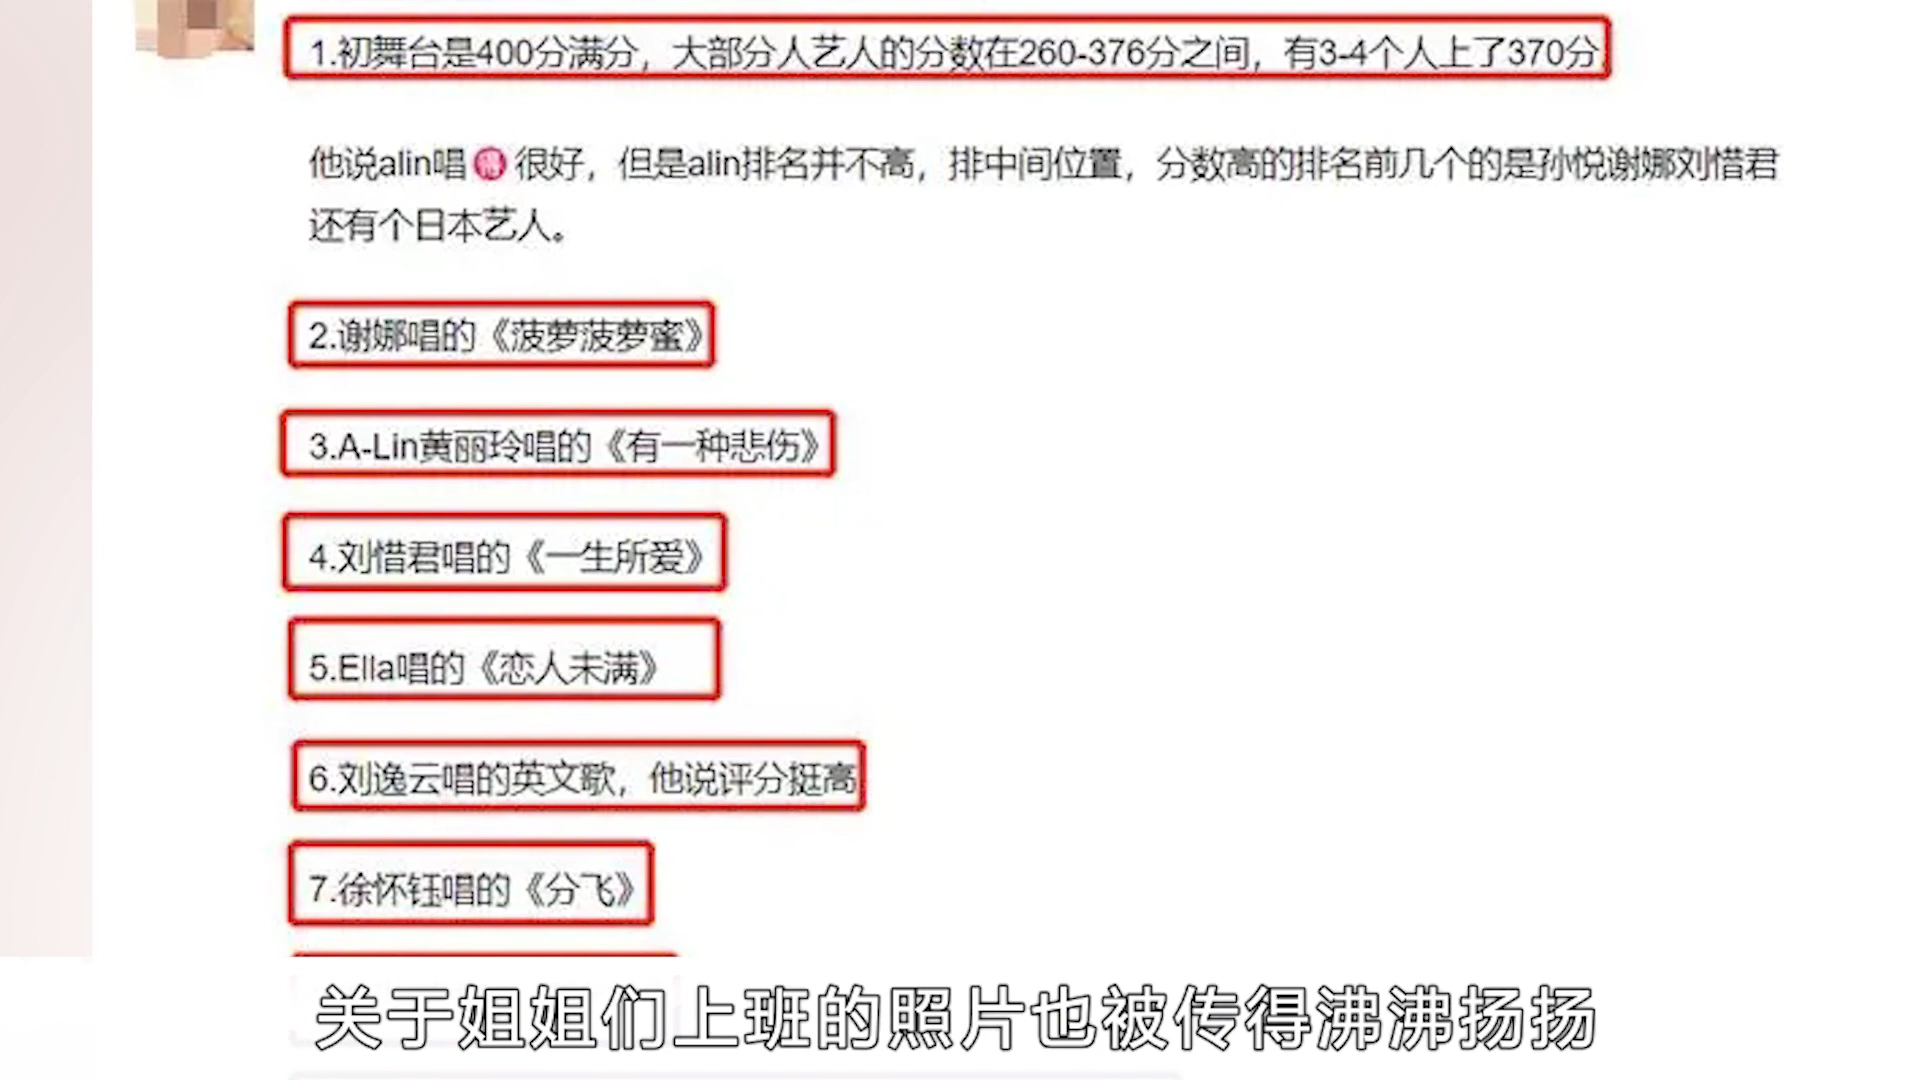 1.初舞台是400分满分，大部分人艺人的分数在260-376分之间，有3-4个人上了370分
他说alin唱得很好，但是alin排名并不高，排中间位置，分数高的排名前几个的是孙悦谢娜刘惜君
还有个日本艺人。
2.谢娜唱的《菠萝菠萝蜜》
3.A-Lin黄丽玲唱的《有一种悲伤》
4.刘惜君唱的《一生所爱》
5.Ella唱的《恋人未满》
6.刘逸云唱的英文歌，他说评分挺高
7.徐怀钰唱的《分飞》
关于姐姐们上班的照片也被传得沸沸扬扬